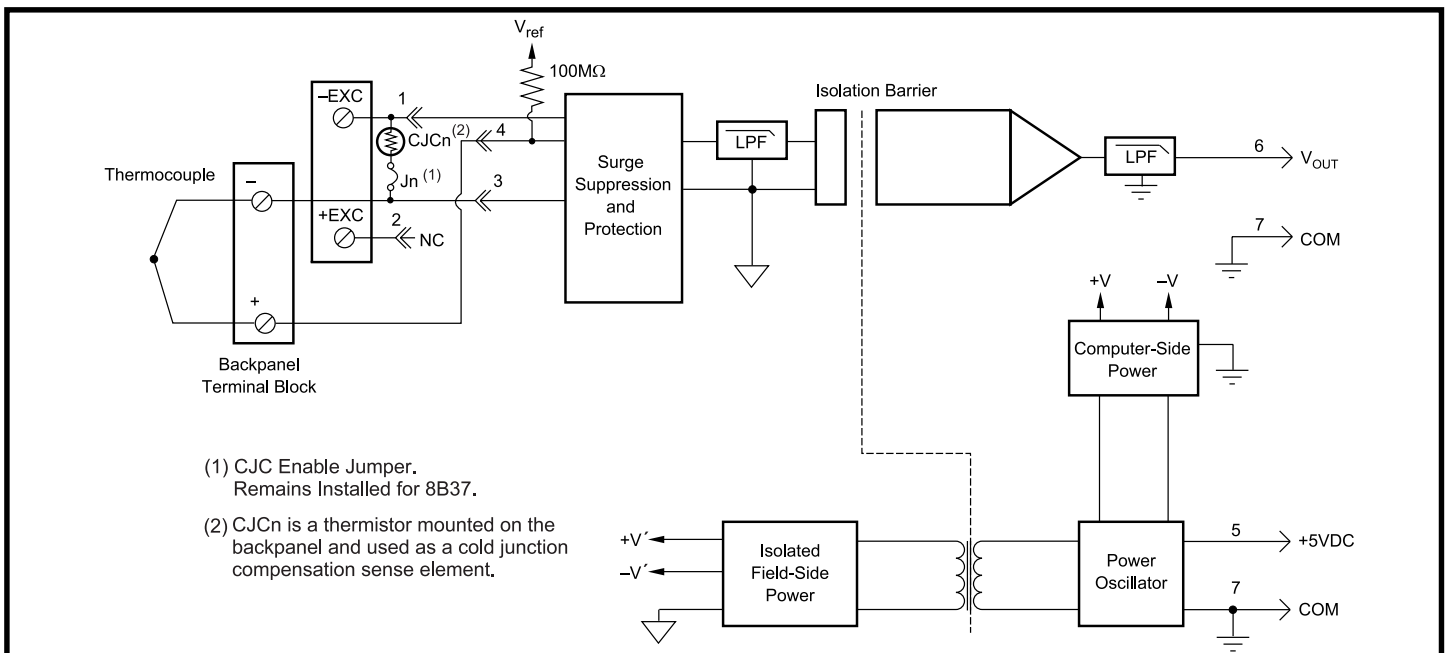 V_ref
100MΩ
Isolation Barrier
–EXC
1
CJCn (2)
4
LPF
Surge
Suppression
and
Protection
LPF
6
V_OUT
Thermocouple
–
Jn (1)
3
+EXC
2
NC
7
COM
+
+V
–V
Computer-Side
Power
Backpanel
Terminal Block
(1) CJC Enable Jumper.
Remains Installed for 8B37.
(2) CJCn is a thermistor mounted on the
backpanel and used as a cold junction
compensation sense element.
+V´
–V´
Isolated
Field-Side
Power
Power
Oscillator
5
+5VDC
7
COM